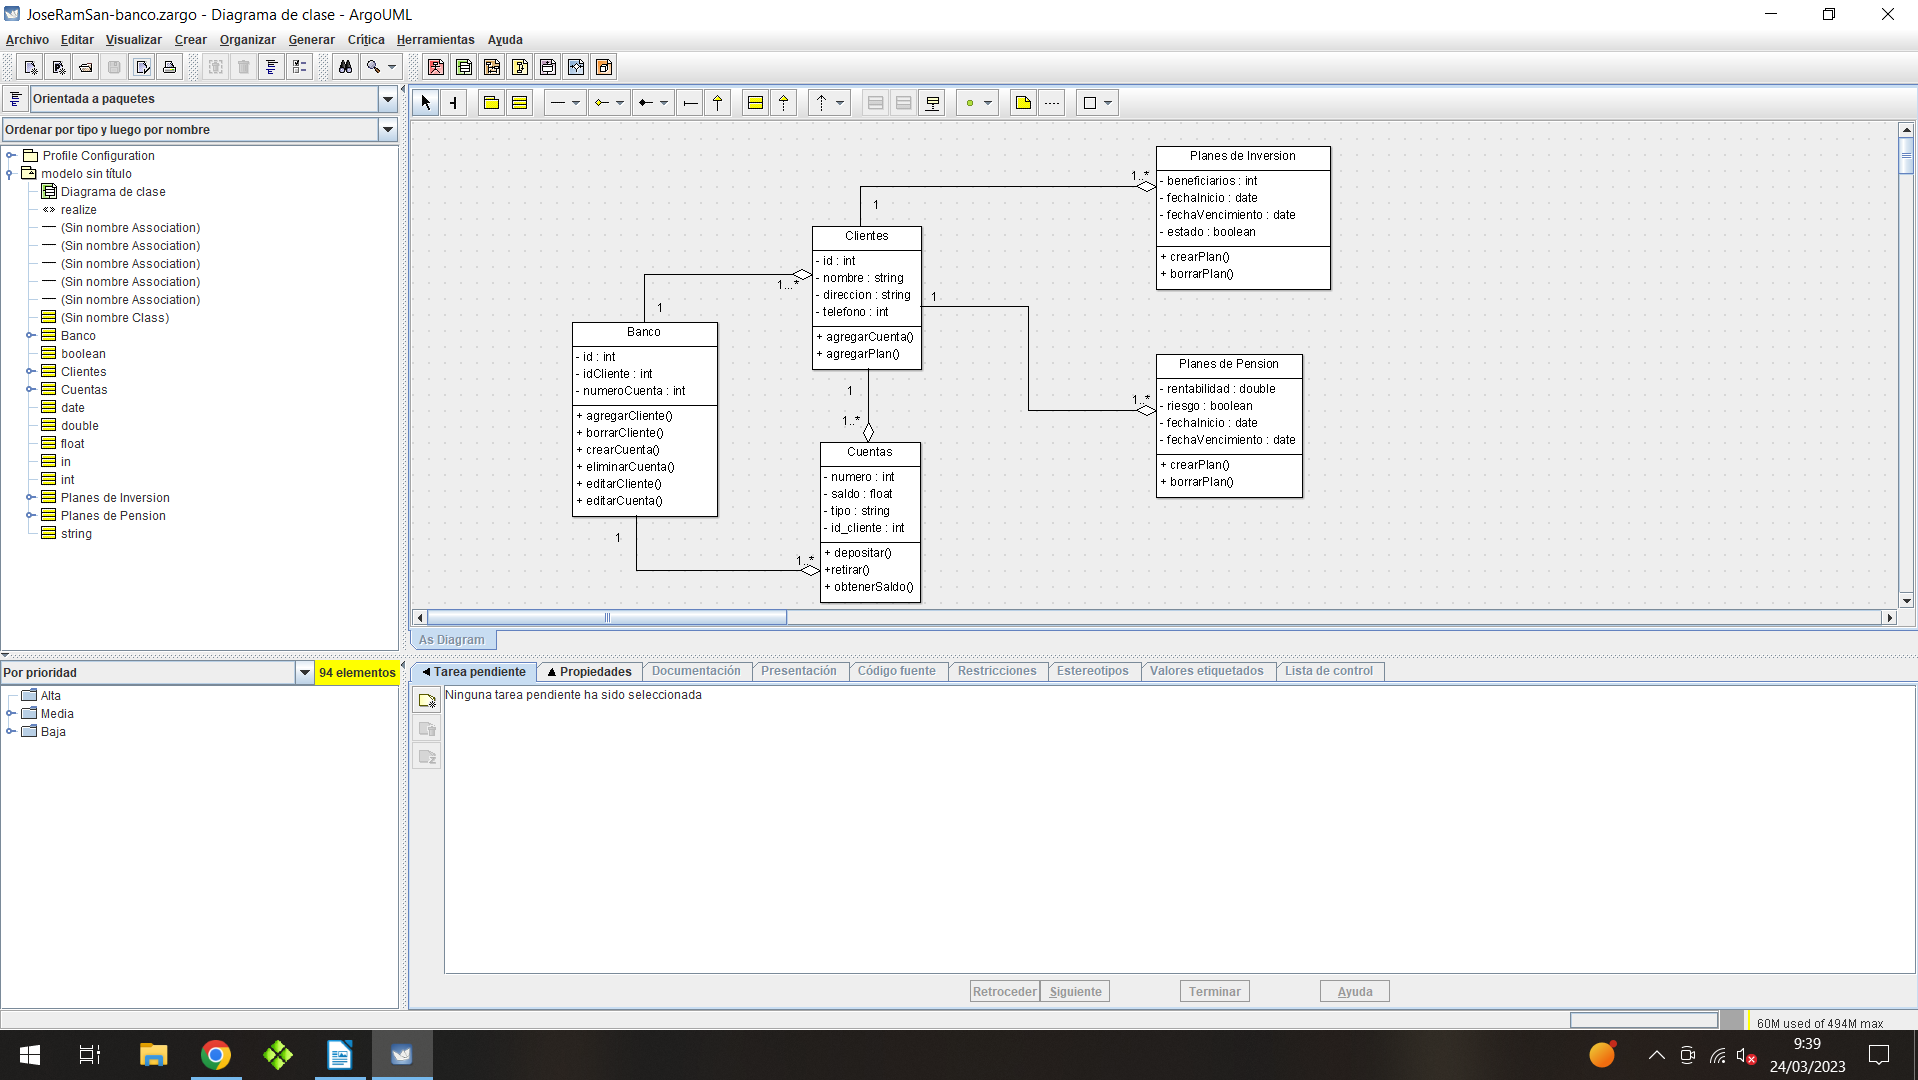 JoseRamSan-banco.zargo - Diagrama de clase - ArgoUML
Archivo Editar Visualizar Crear Organizar Generar Crítica Herramientas Ayuda
Orientada a paquetes
Ordenar por tipo y luego por nombre
Profile Configuration
modelo sin título
Diagrama de clase
«» realize
(Sin nombre Association)
(Sin nombre Association)
(Sin nombre Association)
(Sin nombre Association)
(Sin nombre Association)
(Sin nombre Class)
Banco
boolean
Clientes
Cuentas
date
double
float
in
int
Planes de Inversion
Planes de Pension
string
Planes de Inversion
- beneficiarios : int
- fechaInicio : date
- fechaVencimiento : date
- estado : boolean
+ crearPlan()
+ borrarPlan()
1..*
1
Clientes
- id : int
- nombre : string
- direccion : string
- telefono : int
+ agregarCuenta()
+ agregarPlan()
1...*
1
1
Banco
- id : int
- idCliente : int
- numeroCuenta : int
+ agregarCliente()
+ borrarCliente()
+ crearCuenta()
+ eliminarCuenta()
+ editarCliente()
+ editarCuenta()
Planes de Pension
- rentabilidad : double
- riesgo : boolean
- fechaInicio : date
- fechaVencimiento : date
+ crearPlan()
+ borrarPlan()
1..*
1
1..*
Cuentas
- numero : int
- saldo : float
- tipo : string
- id_cliente : int
+ depositar()
+retirar()
+ obtenerSaldo()
1
1..*
As Diagram
Por prioridad
94 elementos
Alta
Media
Baja
Tarea pendiente Propiedades Documentación Presentación Código fuente Restricciones Estereotipos Valores etiquetados Lista de control
Ninguna tarea pendiente ha sido seleccionada
Retroceder Siguiente Terminar Ayuda
60M used of 494M max
9:39
24/03/2023